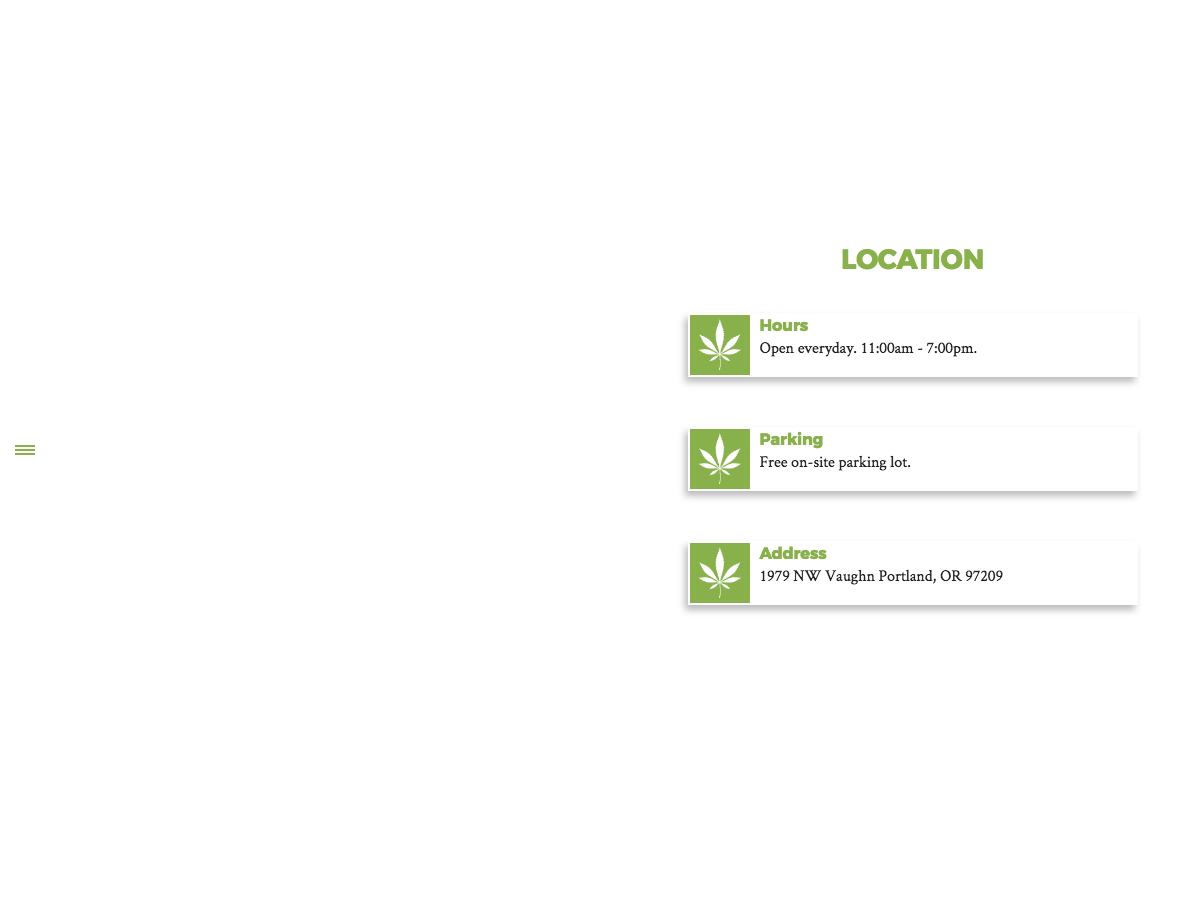 LOCATION
Hours
Open everyday. 11:00am - 7:00pm.
Parking
Free on-site parking lot.
Address
1979 NW Vaughn Portland, OR 97209